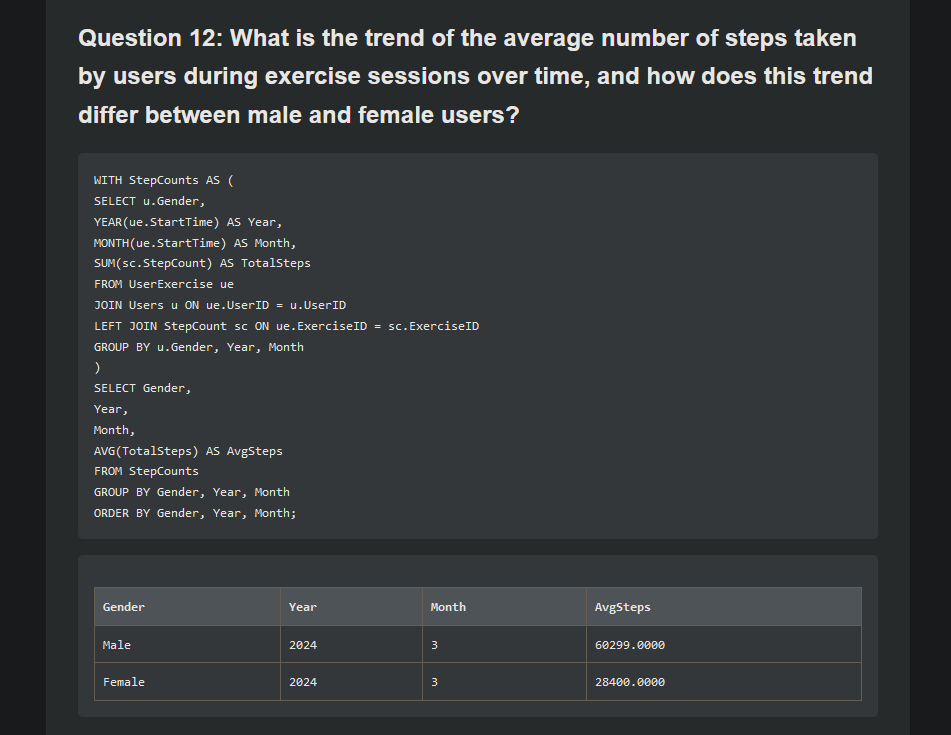 Question 12: What is the trend of the average number of steps taken
by users during exercise sessions over time, and how does this trend
differ between male and female users?
WITH StepCounts AS (
SELECT u.Gender,
YEAR(ue.StartTime) AS Year,
MONTH(ue.StartTime) AS Month,
SUM(sc.StepCount) AS TotalSteps
FROM UserExercise ue
JOIN Users u ON ue.UserID = u.UserID
LEFT JOIN StepCount sc ON ue.ExerciseID = sc.ExerciseID
GROUP BY u.Gender, Year, Month
)
SELECT Gender,
Year,
Month,
AVG(TotalSteps) AS AvgSteps
FROM StepCounts
GROUP BY Gender, Year, Month
ORDER BY Gender, Year, Month;
Gender Year Month AvgSteps
Male 2024 3 60299.0000
Female 2024 3 28400.0000